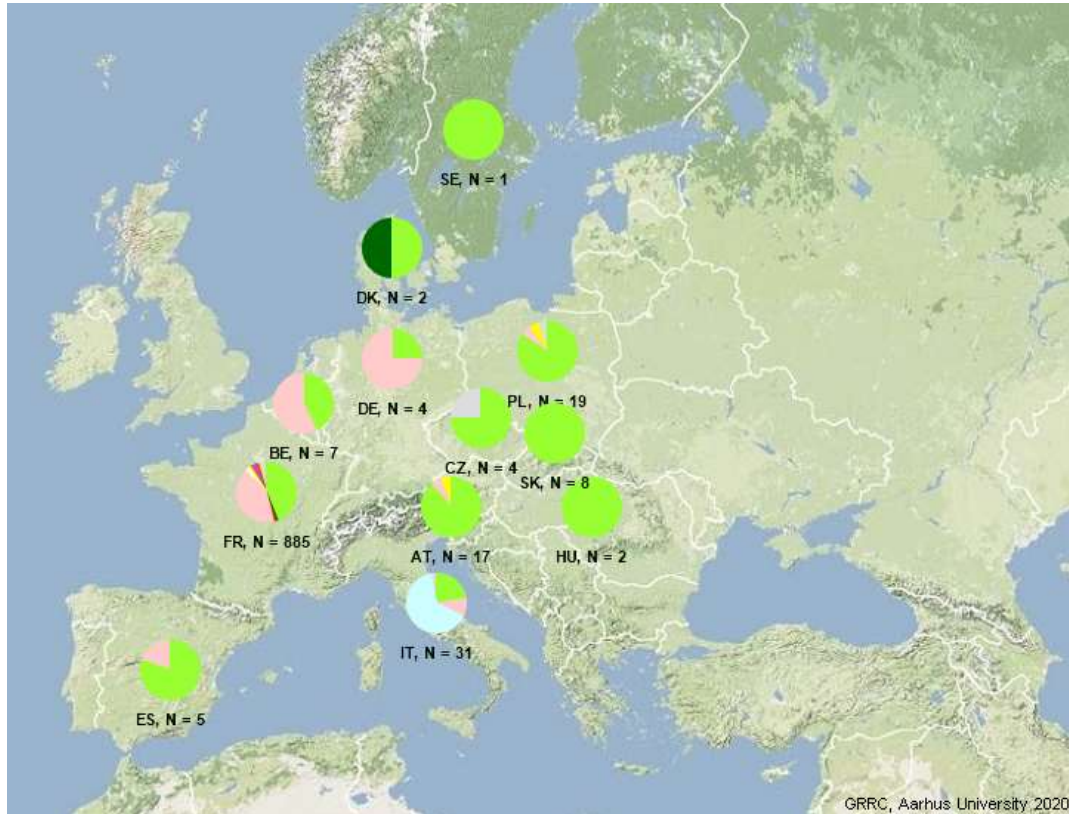 SE, N = 1
DK, N = 2
DE, N = 4
PL, N = 19
BE, N = 7
CZ, N = 4
SK, N = 8
FR, N = 885
AT, N = 17
HU, N = 2
IT, N = 31
ES, N = 5
GRRC, Aarhus University 2020